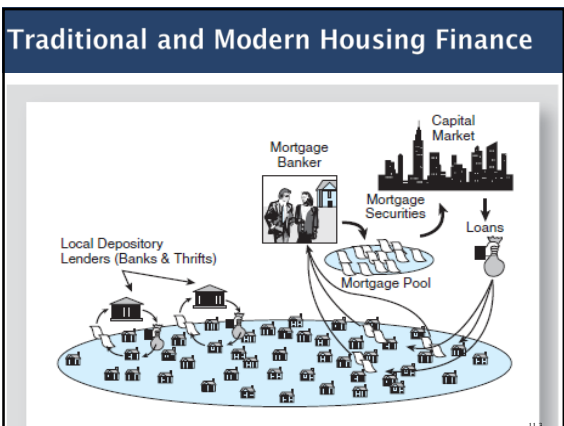 Traditional and Modern Housing Finance
Capital
Market
Mortgage
Banker
Mortgage
Securities
Loans
Local Depository
Lenders (Banks & Thrifts)
Mortgage Pool